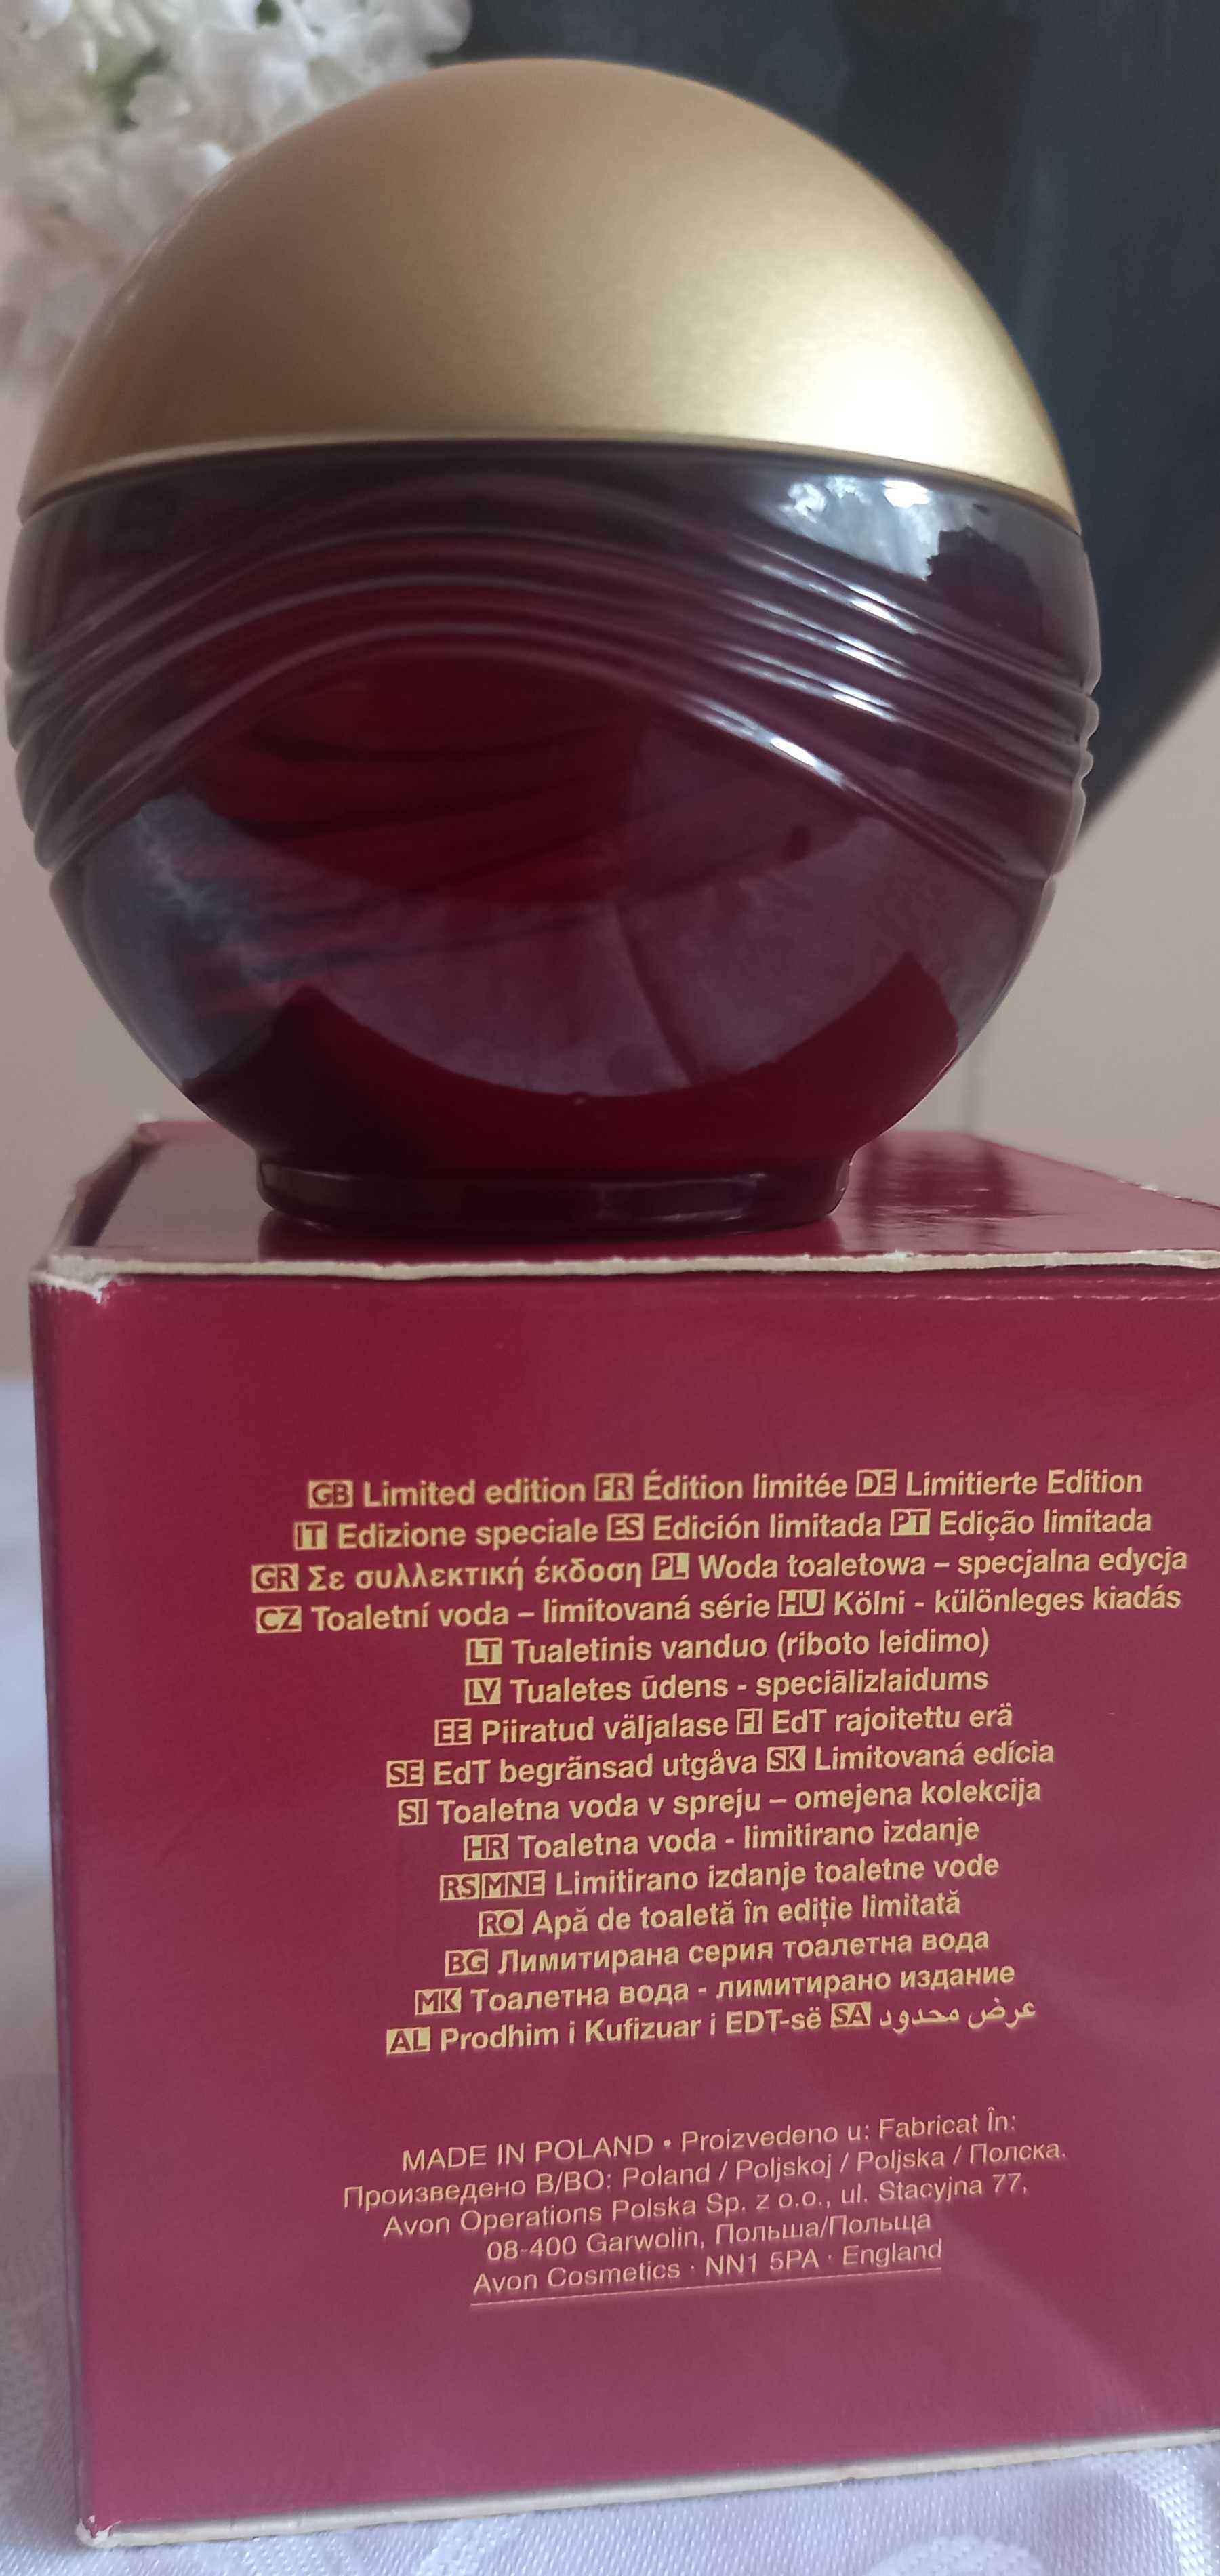 GB Limited edition FR Édition limitée DE Limitierte Edition
IT Edizione speciale ES Edición limitada PT Edição limitada
GR Σε συλλεκτική έκδοση PL Woda toaletowa – specjalna edycja
CZ Toaletní voda – limitovaná série HU Kölni - különleges kiadás
LT Tualetinis vanduo (riboto leidimo)
LV Tualetes ūdens - speciālizlaidums
EE Piiratud väljalase FI EdT rajoitettu erä
SE EdT begränsad utgåva SK Limitovaná edícia
SI Toaletna voda v spreju – omejena kolekcija
HR Toaletna voda - limitirano izdanje
RS MNE Limitirano izdanje toaletne vode
RO Apă de toaletă în ediție limitată
BG Лимитирана серия тоалетна вода
MK Тоалетна вода - лимитирано издание
AL Prodhim i Kufizuar i EDT-së SA عرض محدود
MADE IN POLAND • Proizvedeno u: Fabricat În:
Произведено В/ВО: Poland / Poljskoj / Poljska / Полска.
Avon Operations Polska Sp. z o.o., ul. Stacyjna 77,
08-400 Garwolin, Польша/Польща
Avon Cosmetics · NN1 5PA · England